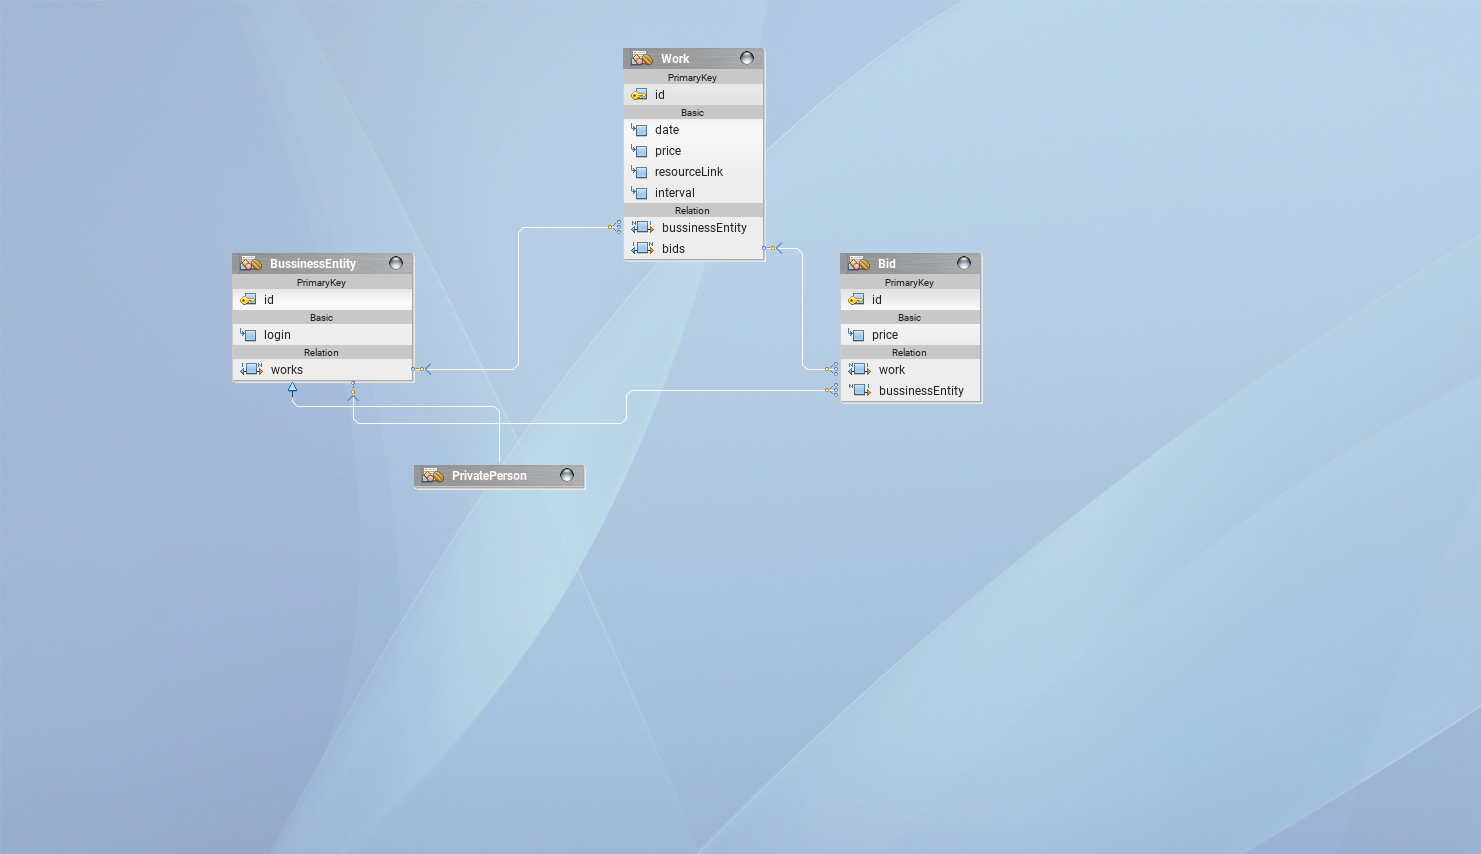 Work
PrimaryKey
id
Basic
date
price
resourceLink
interval
Relation
bussinessEntity
bids
BussinessEntity
PrimaryKey
id
Basic
login
Relation
works
Bid
PrimaryKey
id
Basic
price
Relation
work
bussinessEntity
PrivatePerson